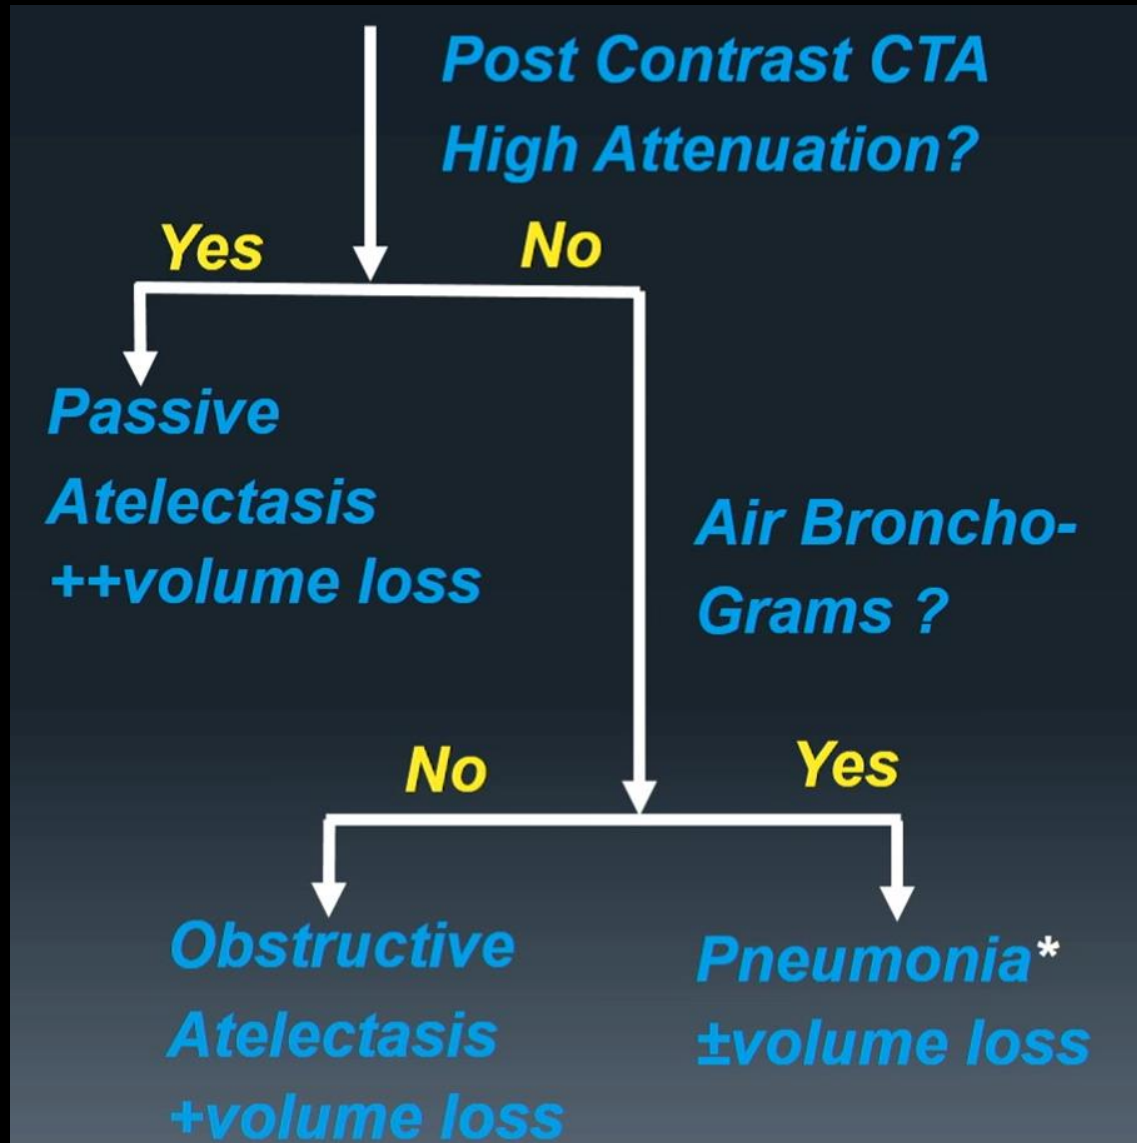 Post Contrast CTA
High Attenuation?
Yes
No
Passive
Atelectasis
++volume loss
Air Broncho-
Grams ?
No
Yes
Obstructive
Atelectasis
+volume loss
Pneumonia*
±volume loss